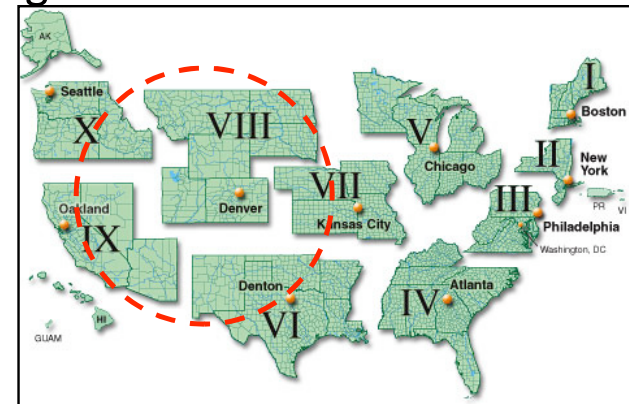 AK
Seattle
X
VIII
V
I
Boston
II
New
York
Chicago
VII
III
PR
VI
Oakland
Denver
Kansas City
Philadelphia
Washington, DC
IX
Denton
Atlanta
IV
VI
HI
GUAM